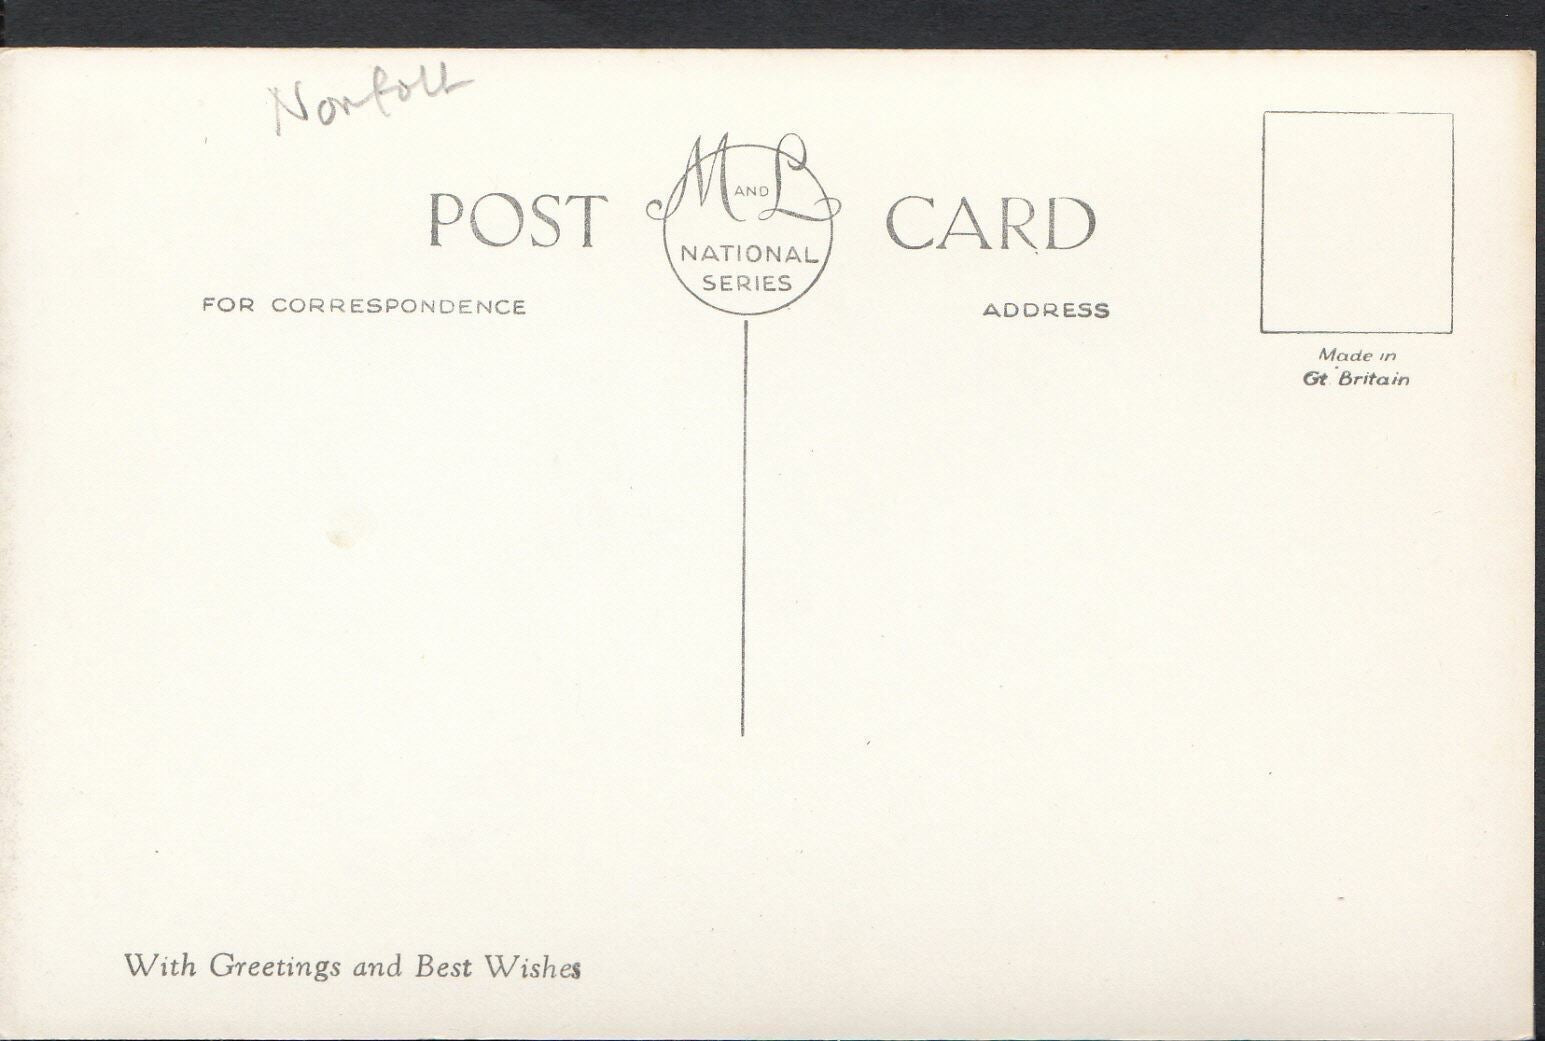 Norfolk
POST M AND L CARD
NATIONAL
SERIES
FOR CORRESPONDENCE
ADDRESS
Made in
Gt. Britain
With Greetings and Best Wishes